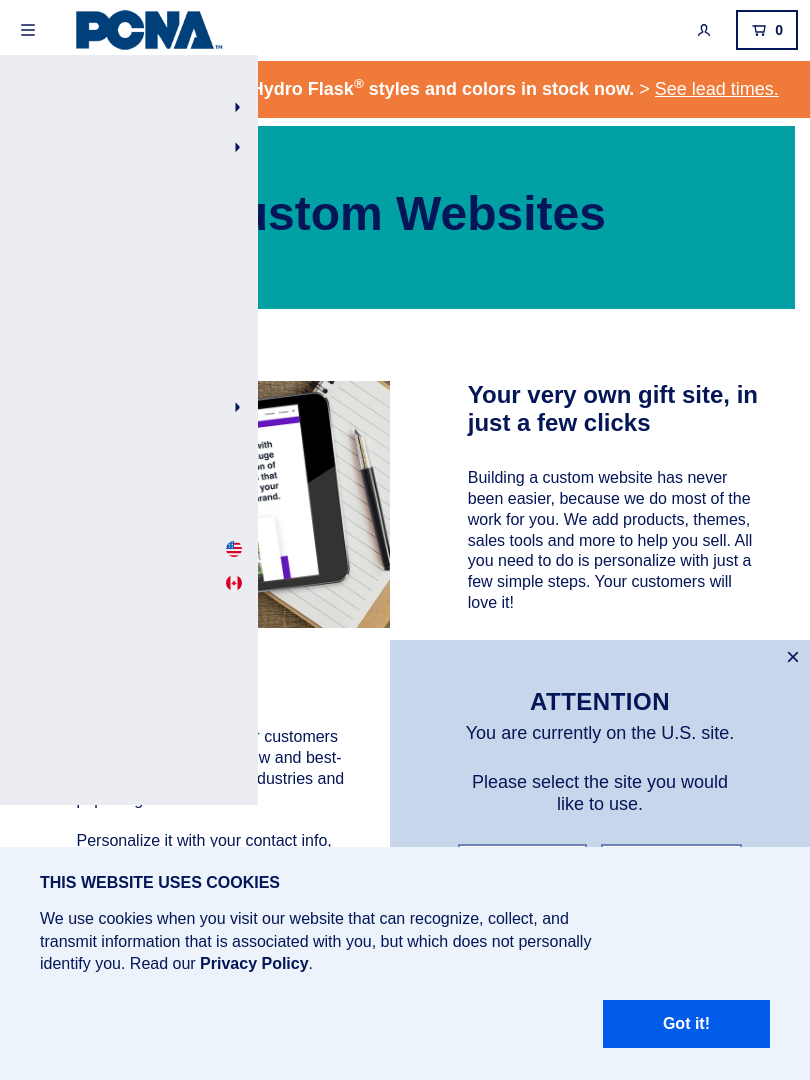 PCNA™
0
Hydro Flask® styles and colors in stock now. > See lead times.
ustom Websites
with
uge
on of
s that
your
brand.
Your very own gift site, in
just a few clicks
Building a custom website has never
been easier, because we do most of the
work for you. We add products, themes,
sales tools and more to help you sell. All
you need to do is personalize with just a
few simple steps. Your customers will
love it!
customers
w and best-
dustries and
Personalize it with your contact info,
×
ATTENTION
You are currently on the U.S. site.
Please select the site you would
like to use.
THIS WEBSITE USES COOKIES
We use cookies when you visit our website that can recognize, collect, and
transmit information that is associated with you, but which does not personally
identify you. Read our Privacy Policy.
Got it!